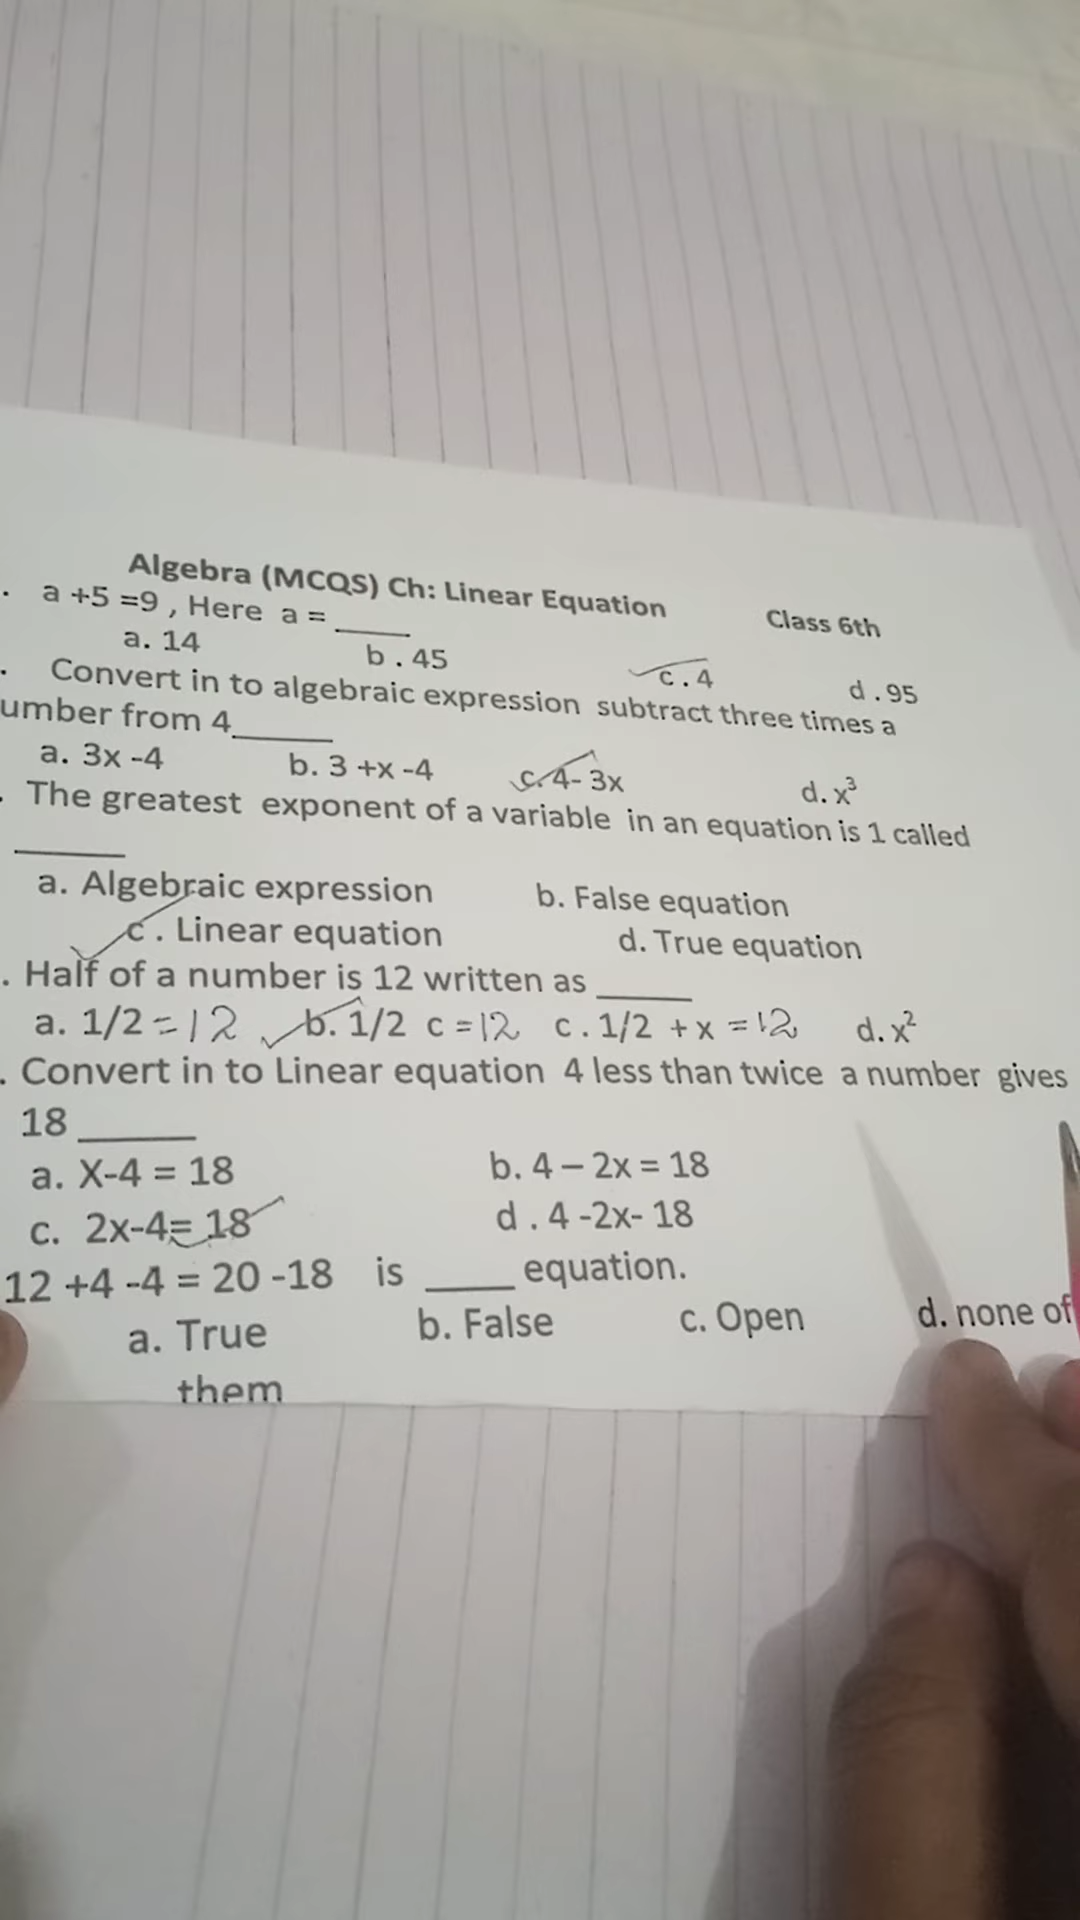 Algebra (MCQS) Ch: Linear Equation Class 6th
. a +5 =9 , Here a = ____
a. 14 b . 45 c . 4 d . 95
. Convert in to algebraic expression subtract three times a
umber from 4______
a. 3x -4 b. 3 +x -4 c. 4- 3x d. x³
. The greatest exponent of a variable in an equation is 1 called
______
a. Algebraic expression b. False equation
c . Linear equation d. True equation
. Half of a number is 12 written as _____
a. 1/2 = 12 b. 1/2 c = 12 c . 1/2 + x = 12 d. x²
. Convert in to Linear equation 4 less than twice a number gives
18 ______
a. X-4 = 18 b. 4 – 2x = 18
c. 2x-4= 18 d . 4 -2x- 18
12 +4 -4 = 20 -18 is ____ equation.
a. True b. False c. Open d. none of
them